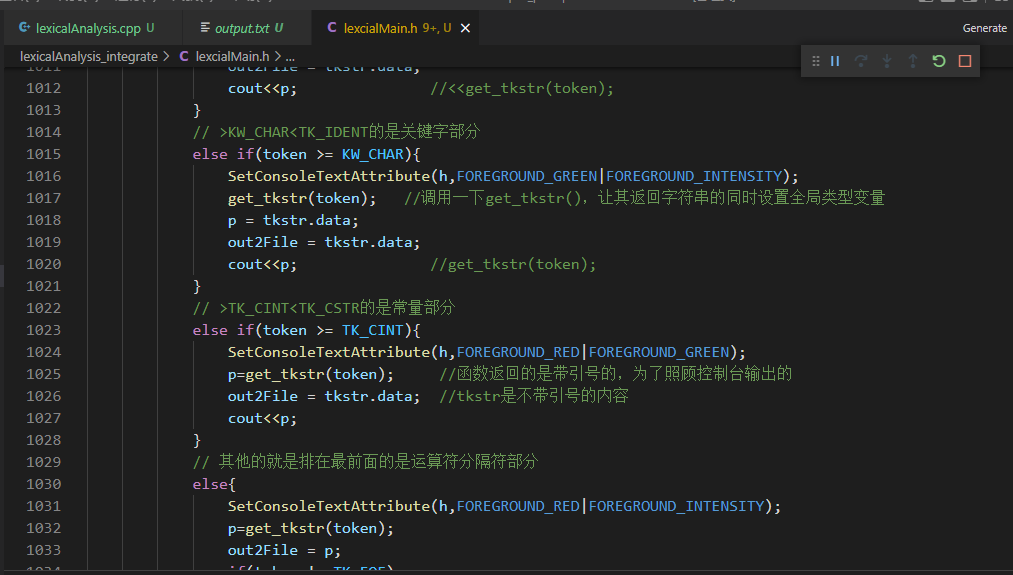 lexicalAnalysis.cpp U
output.txt U
lexcialMain.h 9+, U
Generate
lexicalAnalysis_integrate > C lexcialMain.h > ...
1011 out2File = tkstr.data;
1012 cout<<p; //<<get_tkstr(token);
1013 }
1014 // >KW_CHAR<TK_IDENT的是关键字部分
1015 else if(token >= KW_CHAR){
1016 SetConsoleTextAttribute(h,FOREGROUND_GREEN|FOREGROUND_INTENSITY);
1017 get_tkstr(token); //调用一下get_tkstr(), 让其返回字符串的同时设置全局类型变量
1018 p = tkstr.data;
1019 out2File = tkstr.data;
1020 cout<<p; //get_tkstr(token);
1021 }
1022 // >TK_CINT<TK_CSTR的是常量部分
1023 else if(token >= TK_CINT){
1024 SetConsoleTextAttribute(h,FOREGROUND_RED|FOREGROUND_GREEN);
1025 p=get_tkstr(token); //函数返回的是带引号的, 为了照顾控制台输出的
1026 out2File = tkstr.data; //tkstr是不带引号的内容
1027 cout<<p;
1028 }
1029 // 其他的就是排在最前面的是运算符分隔符部分
1030 else{
1031 SetConsoleTextAttribute(h,FOREGROUND_RED|FOREGROUND_INTENSITY);
1032 p=get_tkstr(token);
1033 out2File = p;